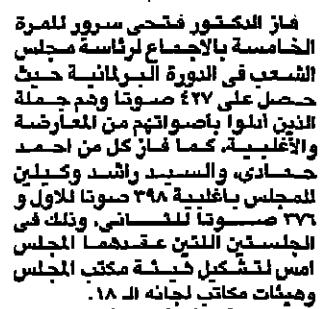 فاز الدكتور فتحى سرور للمرة
الخامسة بالاجماع لرئاسة مجلس
الشعب فى الدورة البرلمانية حيث
حصل على ٤٢٧ صوتا وهم جملة
الذين أدلوا بأصواتهم من المعارضة
والأغلبية، كما فاز كل من احمد
حمادى، والسيد راشد وكيلين
للمجلس بأغلبية ٣٩٨ صوتا للاول و
٣٧٦ صوتا للثانى، وذلك فى
الجلستين اللتين عقدهما المجلس
امس لتشكيل هيئة مكتب المجلس
وهيئات مكاتب لجانه الـ ١٨.